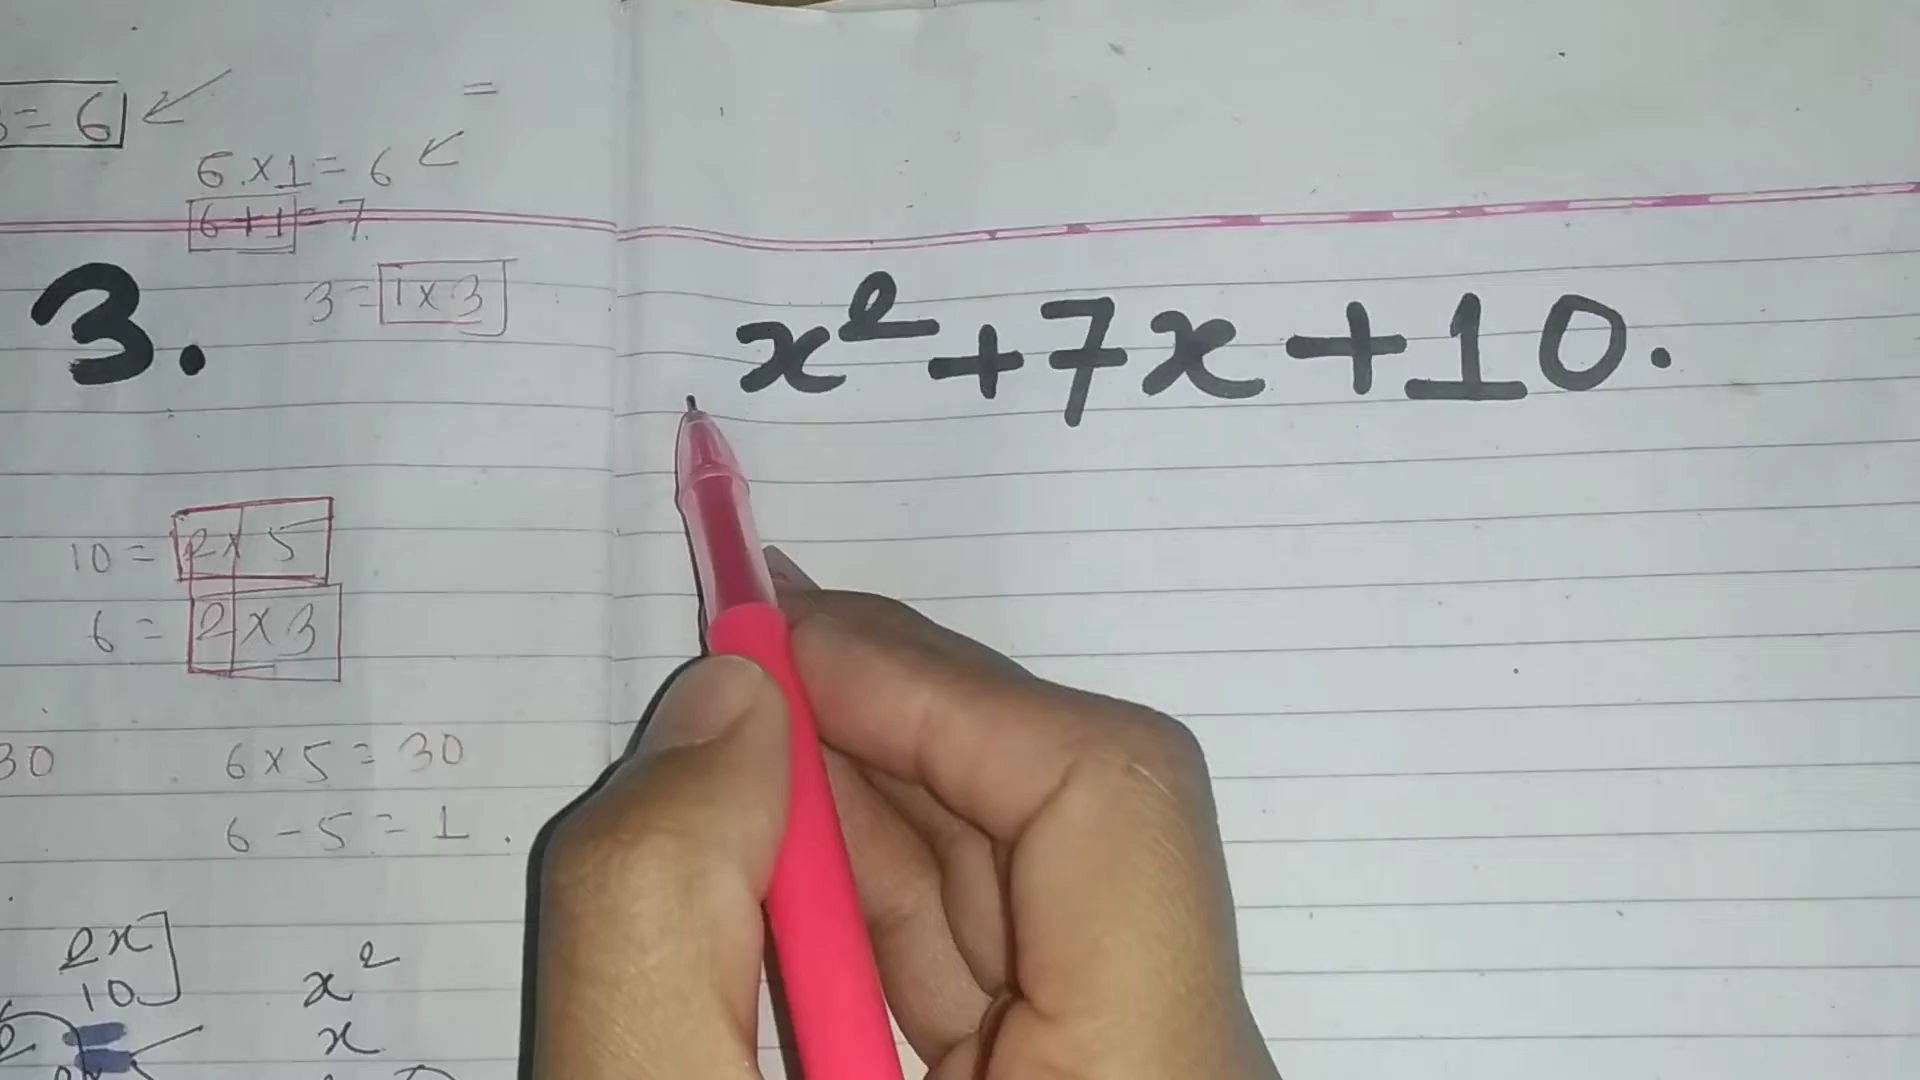 = 6
=
6 × 1 = 6
6 + 1 = 7
3 = 1 × 3
3.
x² + 7x + 10.
10 = 2 × 5
6 = 2 × 3
30
6 × 5 = 30
6 - 5 = 1.
2x
10
x²
x